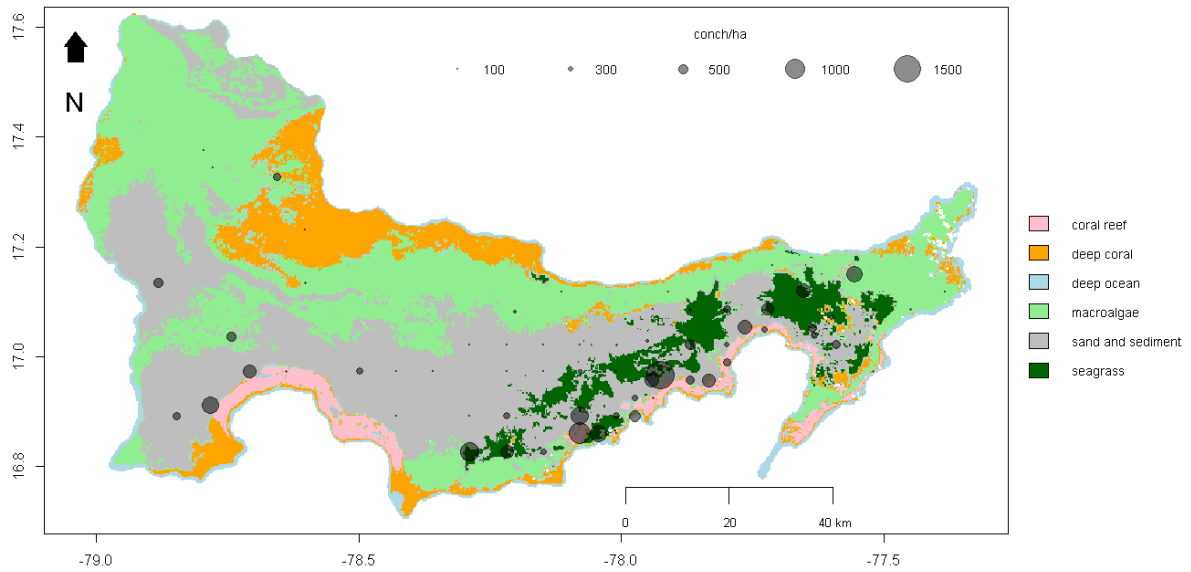 conch/ha
100 300 500 1000 1500
N
17.6
17.4
17.2
17.0
16.8
coral reef
deep coral
deep ocean
macroalgae
sand and sediment
seagrass
0 20 40 km
-79.0 -78.5 -78.0 -77.5